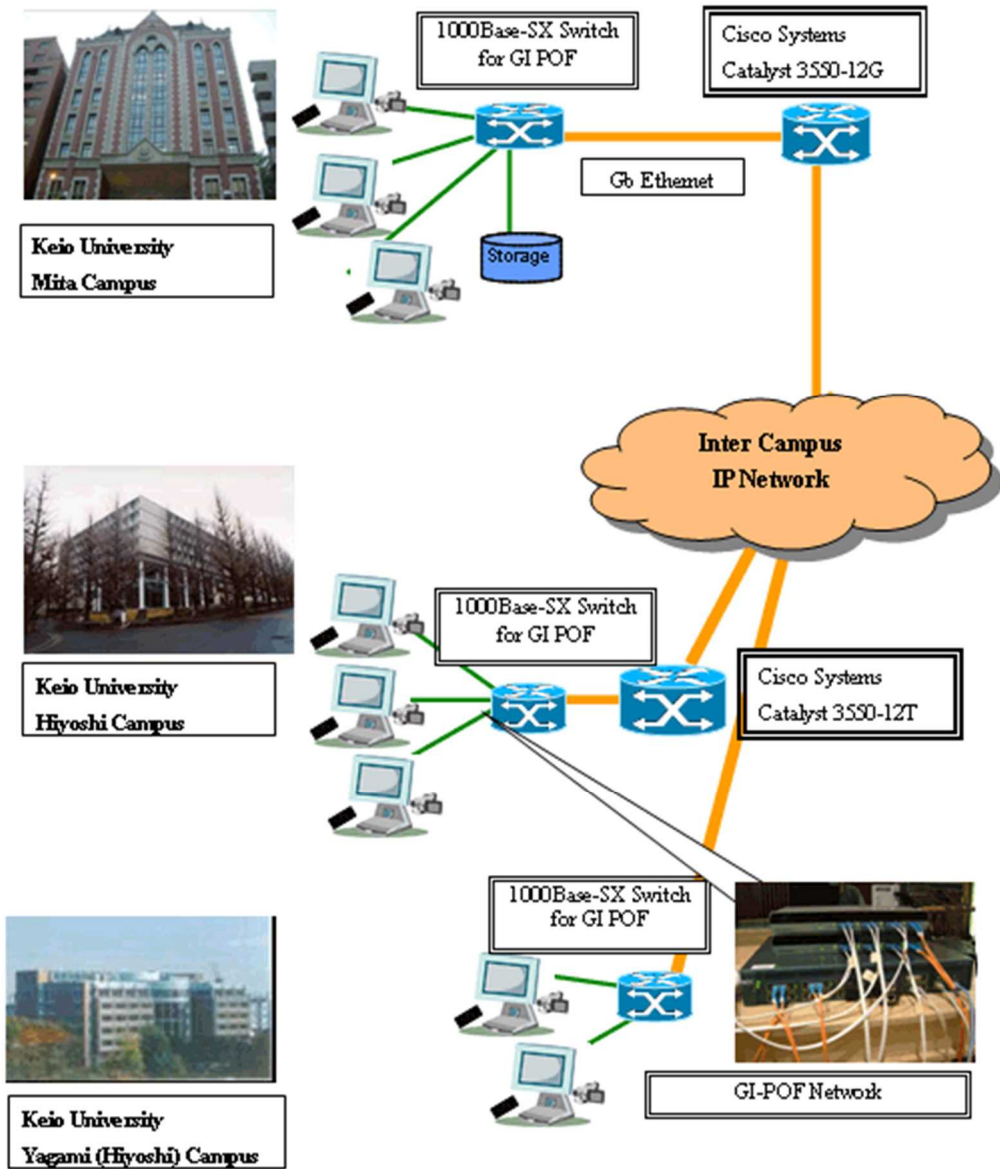 1000Base-SX Switch
for GI POF
Cisco Systems
Catalyst 3550-12G
Gb Ethernet
Storage
Keio University
Mita Campus
Inter Campus
IP Network
1000Base-SX Switch
for GI POF
Keio University
Hiyoshi Campus
Cisco Systems
Catalyst 3550-12T
1000Base-SX Switch
for GI POF
GI-POF Network
Keio University
Yagami (Hiyoshi) Campus